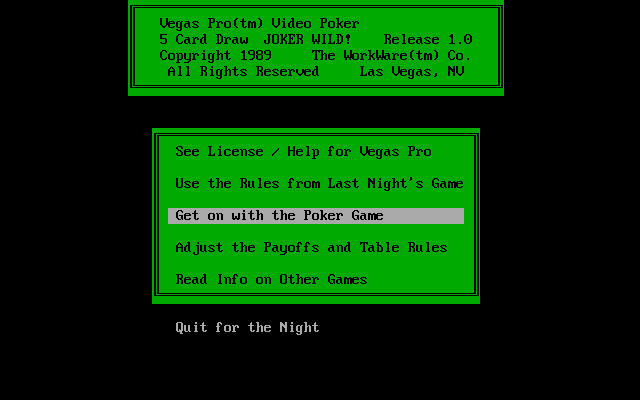 Vegas Pro(tm) Video Poker
5 Card Draw  JOKER WILD!    Release 1.0
Copyright 1989     The WorkWare(tm) Co.
All Rights Reserved     Las Vegas, NV
See License / Help for Vegas Pro
Use the Rules from Last Night's Game
Get on with the Poker Game
Adjust the Payoffs and Table Rules
Read Info on Other Games
Quit for the Night